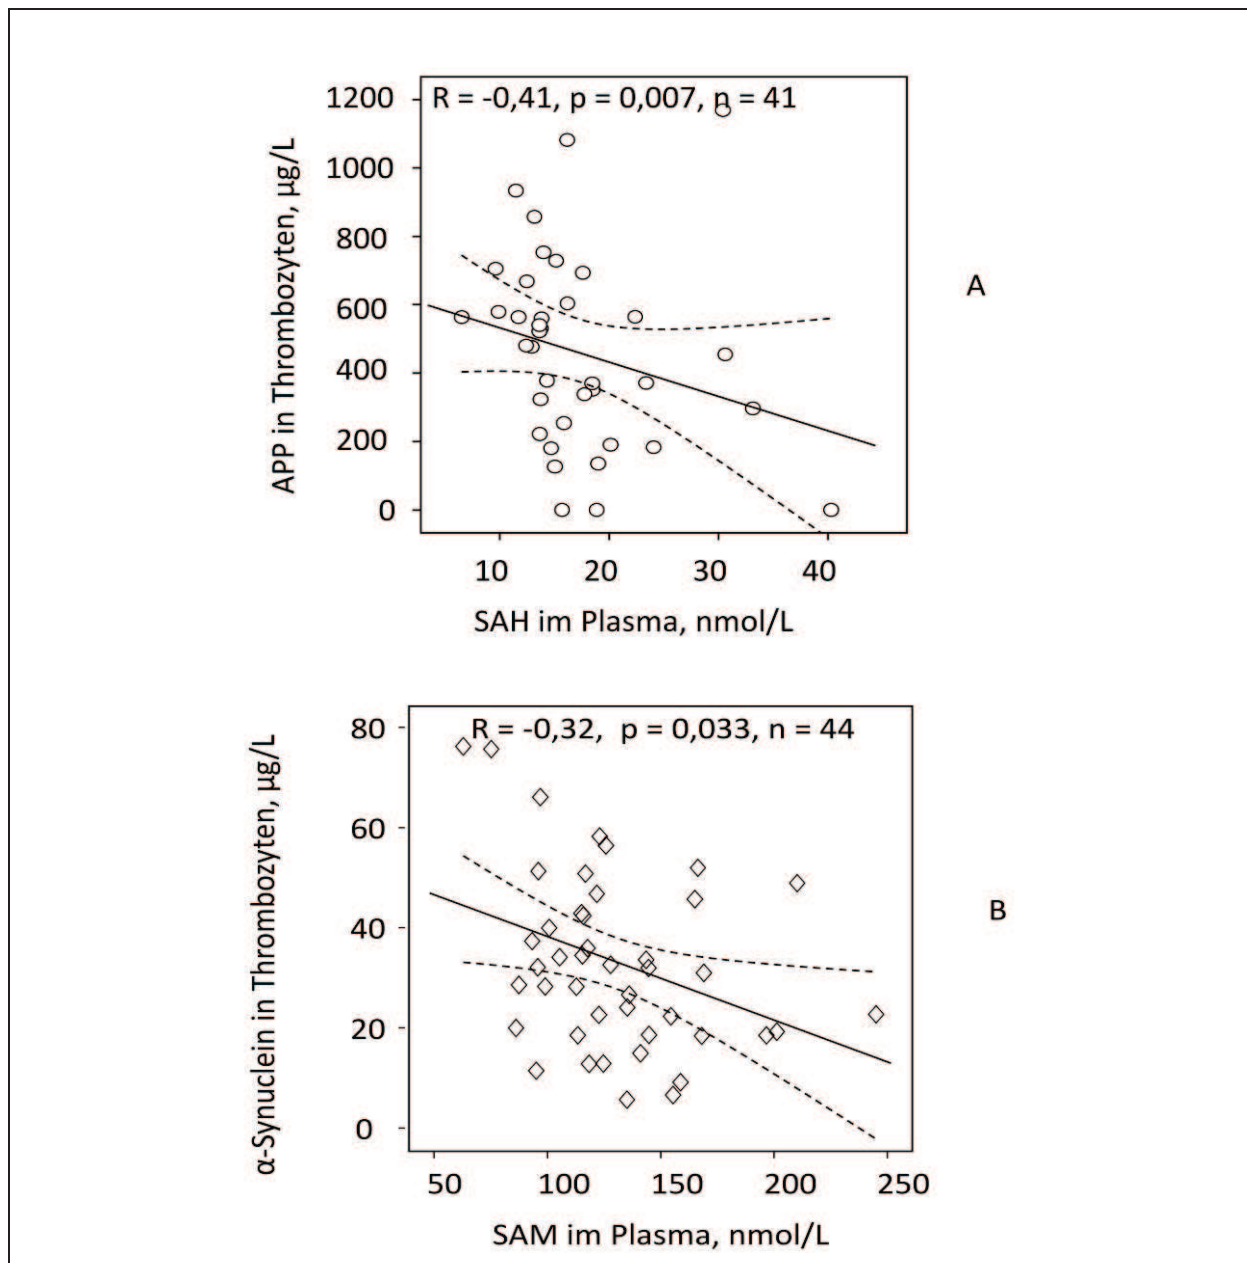 R = -0,41, p = 0,007, n = 41
1200
1000
800
600
400
200
0
APP in Thrombozyten, µg/L
A
10 20 30 40
SAH im Plasma, nmol/L
R = -0,32, p = 0,033, n = 44
80
60
40
20
0
α-Synuclein in Thrombozyten, µg/L
B
50 100 150 200 250
SAM im Plasma, nmol/L